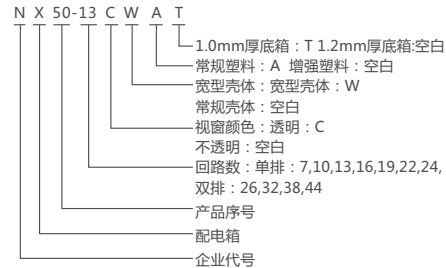 N X 50-13 C W A T
1.0mm厚底箱：T 1.2mm厚底箱:空白
常规塑料：A 增强塑料：空白
宽型壳体：宽型壳体：W
常规壳体：空白
视窗颜色：透明：C
不透明：空白
回路数：单排：7,10,13,16,19,22,24,
双排：26,32,38,44
产品序号
配电箱
企业代号